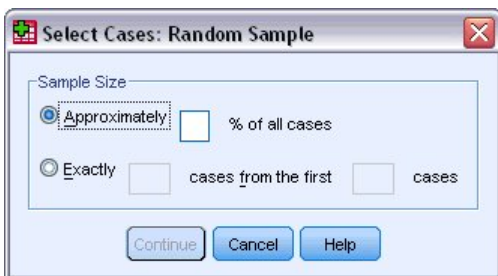 Select Cases: Random Sample
Sample Size
Approximately % of all cases
Exactly cases from the first cases
Continue Cancel Help